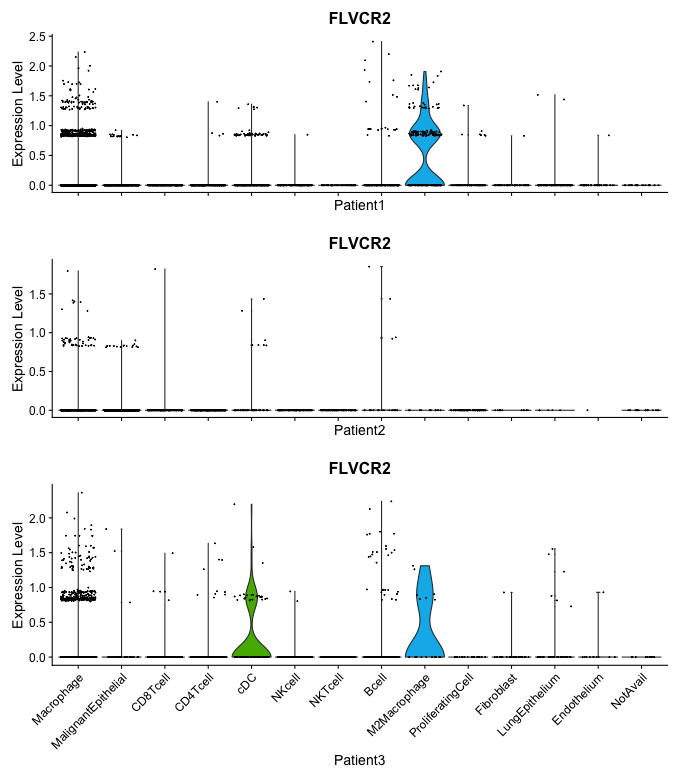 FLVCR2
Expression Level
2.5
2.0
1.5
1.0
0.5
0.0
Patient1
FLVCR2
Expression Level
1.5
1.0
0.5
0.0
Patient2
FLVCR2
Expression Level
2.0
1.5
1.0
0.5
0.0
Macrophage
MalignantEpithelial
CD8Tcell
CD4Tcell
cDC
NKcell
NKTcell
Bcell
M2Macrophage
ProliferatingCell
Fibroblast
LungEpithelium
Endothelium
NotAvail
Patient3